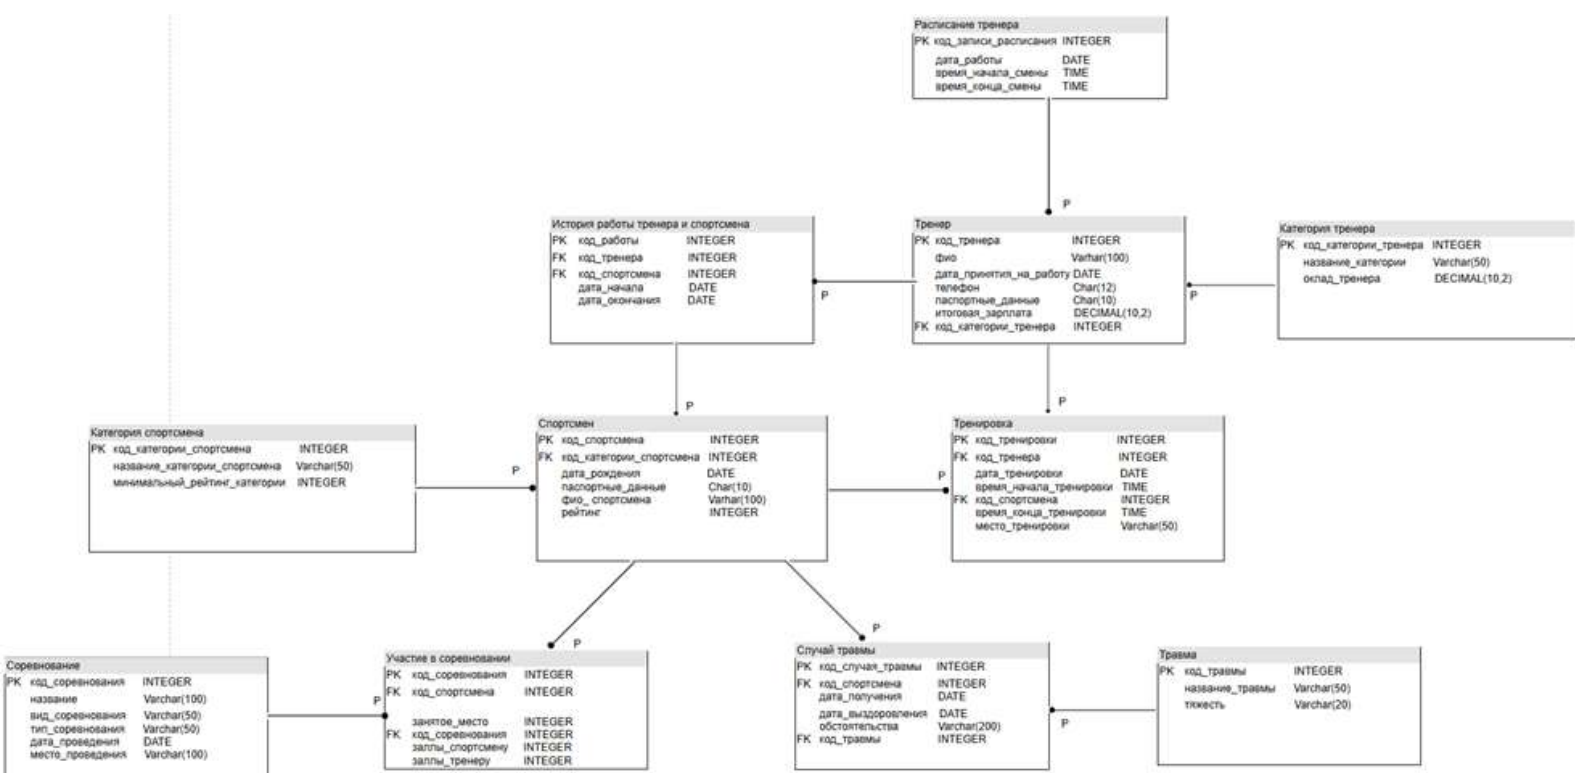 Расписание тренера
PK код_записи_расписания INTEGER
дата_работы DATE
время_начала_смены TIME
время_конца_смены TIME
P
История работы тренера и спортсмена
PK код_работы INTEGER
FK код_тренера INTEGER
FK код_спортсмена INTEGER
дата_начала DATE
дата_окончания DATE
P
Тренер
PK код_тренера INTEGER
фио Varhar(100)
дата_принятия_на_работу DATE
телефон Char(12)
паспортные_данные Char(10)
итоговая_зарплата DECIMAL(10,2)
FK код_категории_тренера INTEGER
P
Категория тренера
PK код_категории_тренера INTEGER
название_категории Varchar(50)
оклад_тренера DECIMAL(10,2)
P
P
Категория спортсмена
PK код_категории_спортсмена INTEGER
название_категории_спортсмена Varchar(50)
минимальный_рейтинг_категории INTEGER
P
Спортсмен
PK код_спортсмена INTEGER
FK код_категории_спортсмена INTEGER
дата_рождения DATE
паспортные_данные Char(10)
фио_ спортсмена Varhar(100)
рейтинг INTEGER
P
Тренировка
PK код_тренировки INTEGER
FK код_тренера INTEGER
дата_тренировки DATE
время_начала_тренировки TIME
FK код_спортсмена INTEGER
время_конца_тренировки TIME
место_тренировки Varchar(50)
P
P
Соревнование
PK код_соревнования INTEGER
название Varchar(100)
вид_соревнования Varchar(50)
тип_соревнования Varchar(50)
дата_проведения DATE
место_проведения Varchar(100)
P
Участие в соревновании
PK код_соревнования INTEGER
FK код_спортсмена INTEGER
занятое_место INTEGER
FK код_соревнования INTEGER
заллы_спортсмену INTEGER
заллы_тренеру INTEGER
Случай травмы
PK код_случая_травмы INTEGER
FK код_спортсмена INTEGER
дата_получения DATE
дата_выздоровления DATE
обстоятельства Varchar(200)
FK код_травмы INTEGER
P
Травма
PK код_травмы INTEGER
название_травмы Varchar(50)
тяжесть Varchar(20)